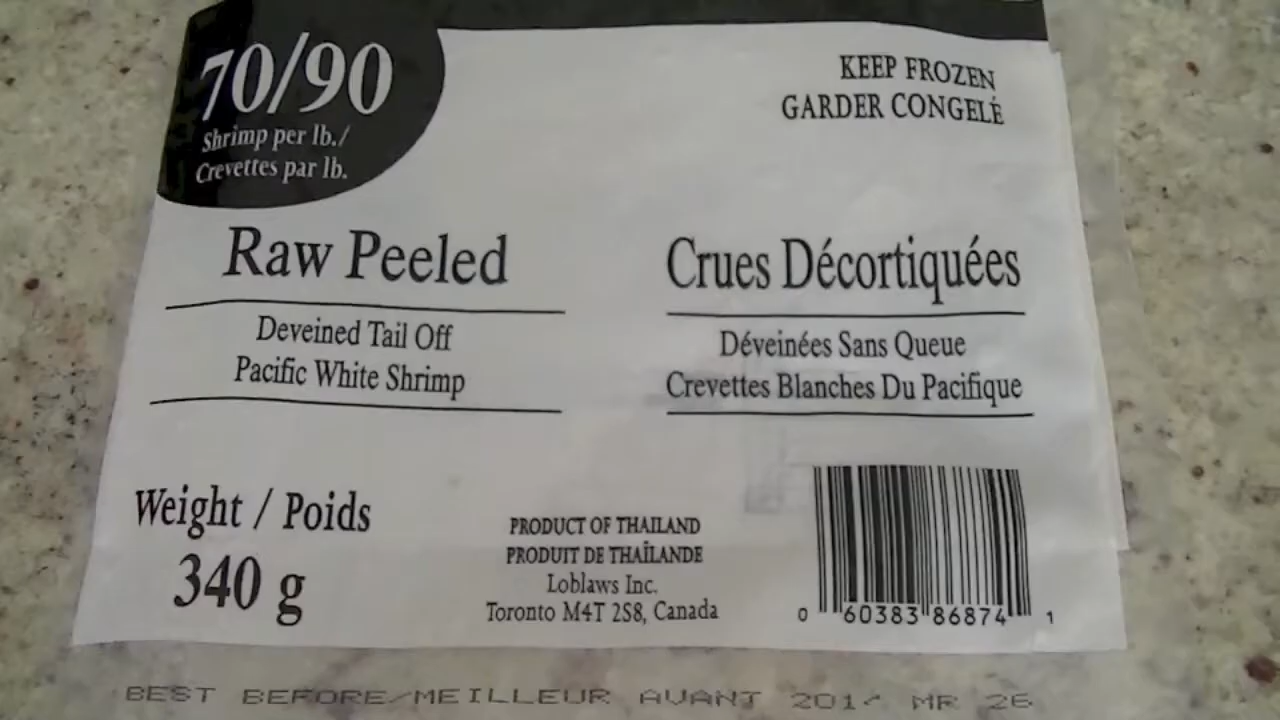 70/90
Shrimp per lb./
Crevettes par lb.
KEEP FROZEN
GARDER CONGELÉ
Raw Peeled
Deveined Tail Off
Pacific White Shrimp
Crues Décortiquées
Déveinées Sans Queue
Crevettes Blanches Du Pacifique
Weight / Poids
340 g
PRODUCT OF THAILAND
PRODUIT DE THAÏLANDE
Loblaws Inc.
Toronto M4T 2S8, Canada
0 60383 86874 1
BEST BEFORE/MEILLEUR AVANT MR 26